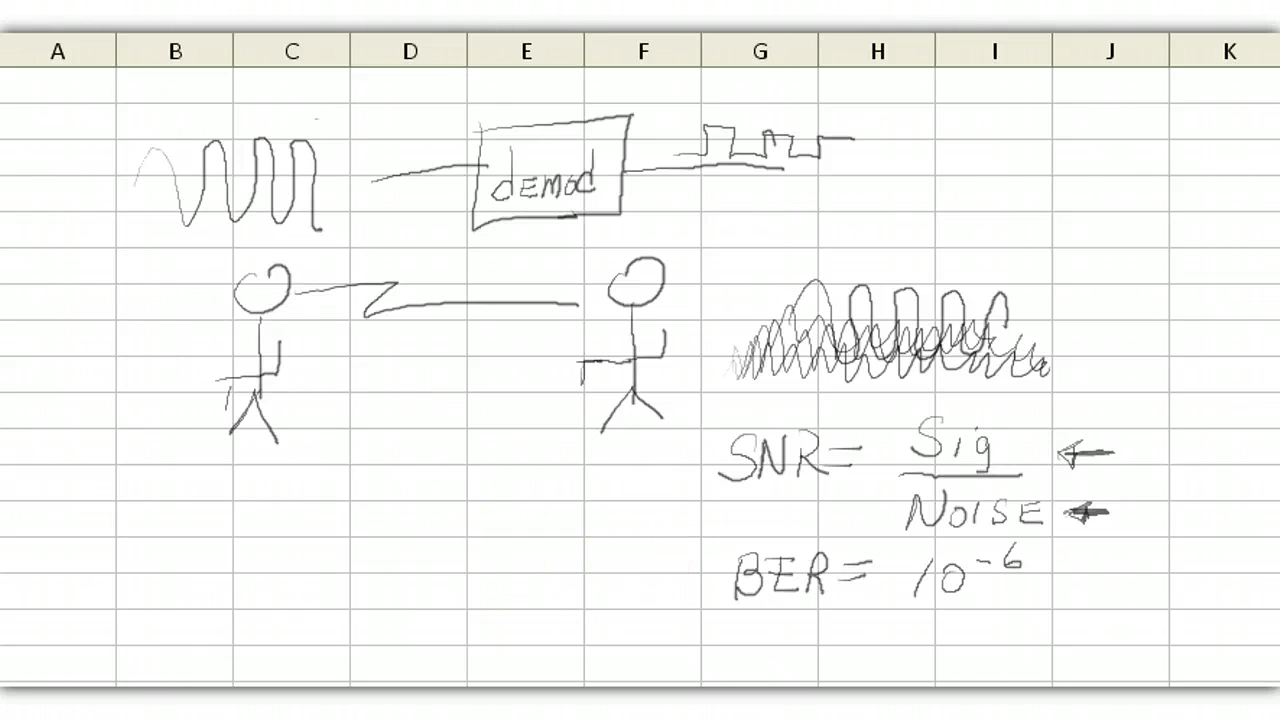 A B C D E F G H I J K
demod
SNR = Sig
NOISE
BER = 10⁻⁶